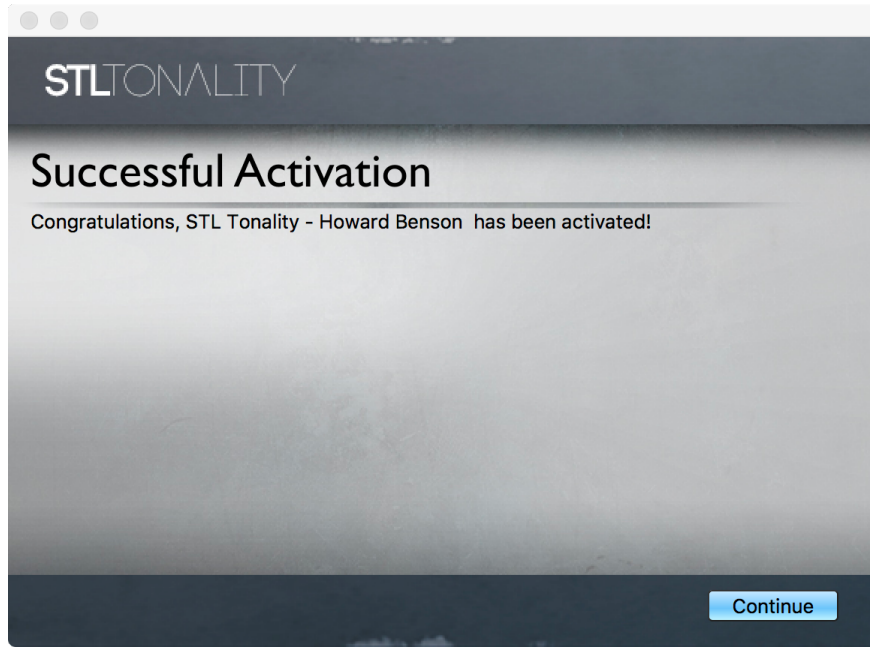 STLTONALITY
Successful Activation
Congratulations, STL Tonality - Howard Benson  has been activated!
Continue